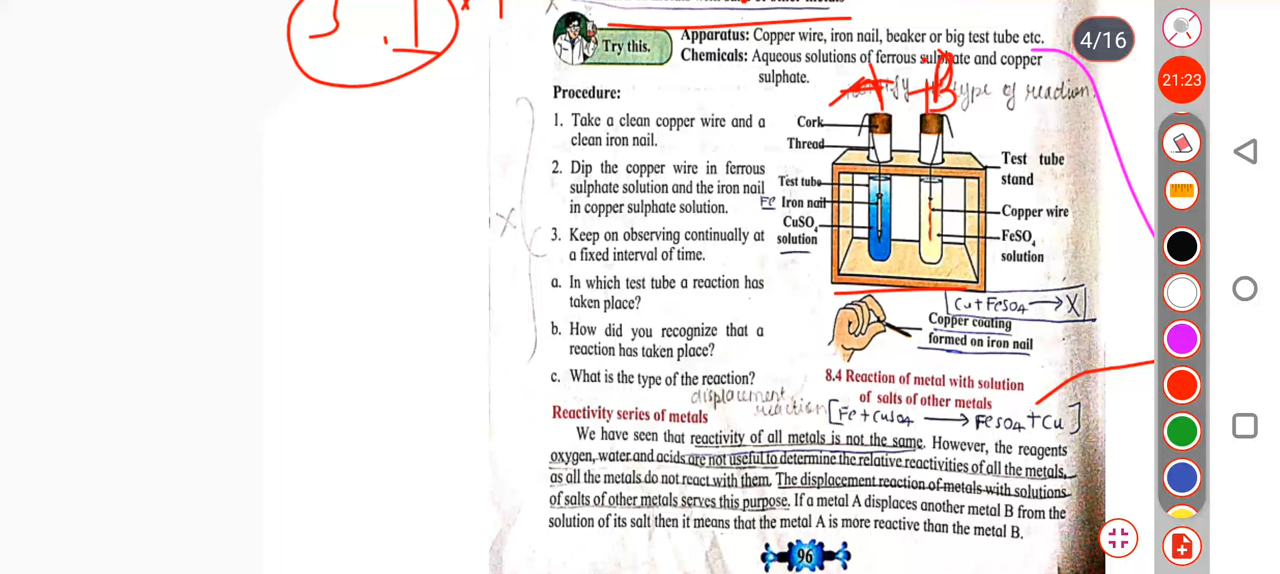 Try this.
Apparatus: Copper wire, iron nail, beaker or big test tube etc.
Chemicals: Aqueous solutions of ferrous sulphate and copper
sulphate.
4/16
21:23
Procedure:
1. Take a clean copper wire and a
clean iron nail.
2. Dip the copper wire in ferrous
sulphate solution and the iron nail
in copper sulphate solution.
3. Keep on observing continually at
a fixed interval of time.
a. In which test tube a reaction has
taken place?
b. How did you recognize that a
reaction has taken place?
c. What is the type of the reaction?
displacement
reaction
A B
type of reaction.
Cork
Thread
Test tube
Fe Iron nail
CuSO4
solution
Test tube
stand
Copper wire
FeSO4
solution
Cu+FeSO4 → X
Copper coating
formed on iron nail
8.4 Reaction of metal with solution
of salts of other metals
[Fe + CuSO4 → FeSO4 + Cu]
Reactivity series of metals
We have seen that reactivity of all metals is not the same. However, the reagents
oxygen, water and acids are not useful to determine the relative reactivities of all the metals,
as all the metals do not react with them. The displacement reaction of metals with solutions
of salts of other metals serves this purpose. If a metal A displaces another metal B from the
solution of its salt then it means that the metal A is more reactive than the metal B.
96